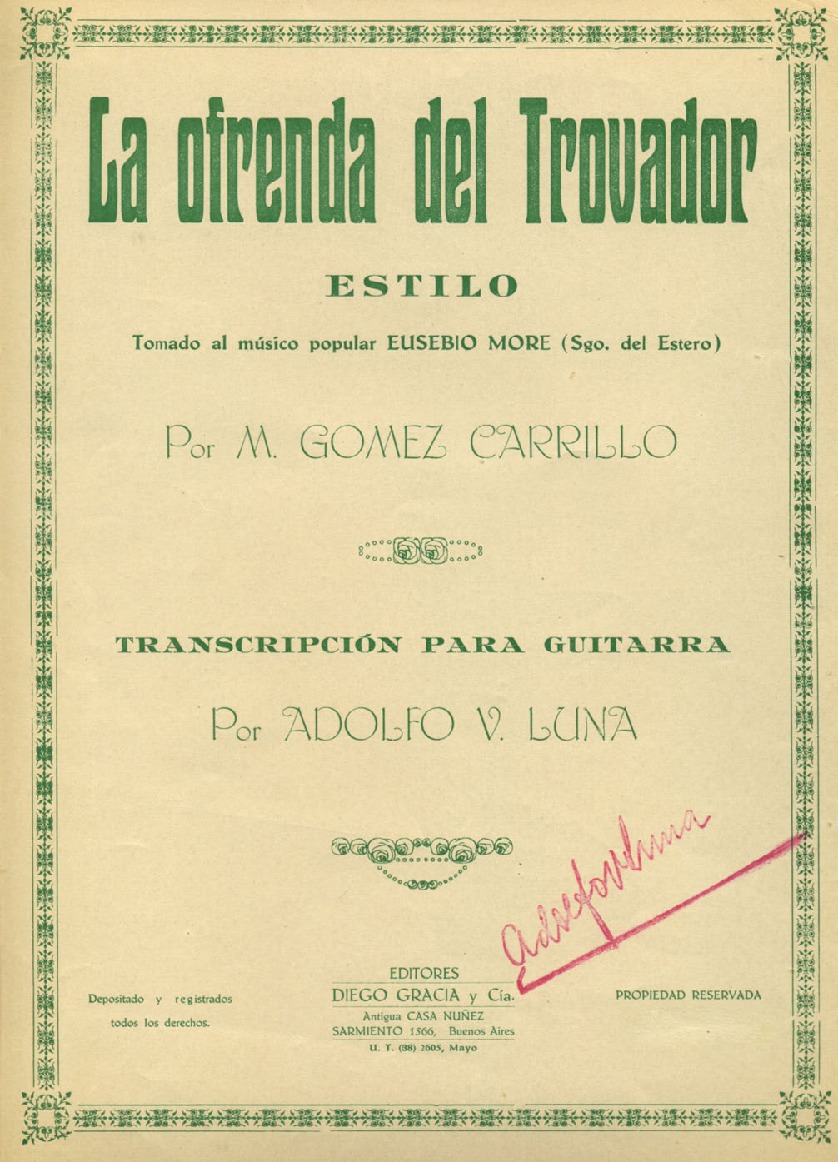 La ofrenda del Trovador
ESTILO
Tomado al músico popular EUSEBIO MORE (Sgo. del Estero)
Por M. GOMEZ CARRILLO
TRANSCRIPCIÓN PARA GUITARRA
Por ADOLFO V. LUNA
AdolfovLuna
EDITORES
DIEGO GRACIA y Cía.
Antigua CASA NUÑEZ
SARMIENTO 1566, Buenos Aires
U. T. (38) 2605, Mayo
Depositado y registrados
todos los derechos.
PROPIEDAD RESERVADA